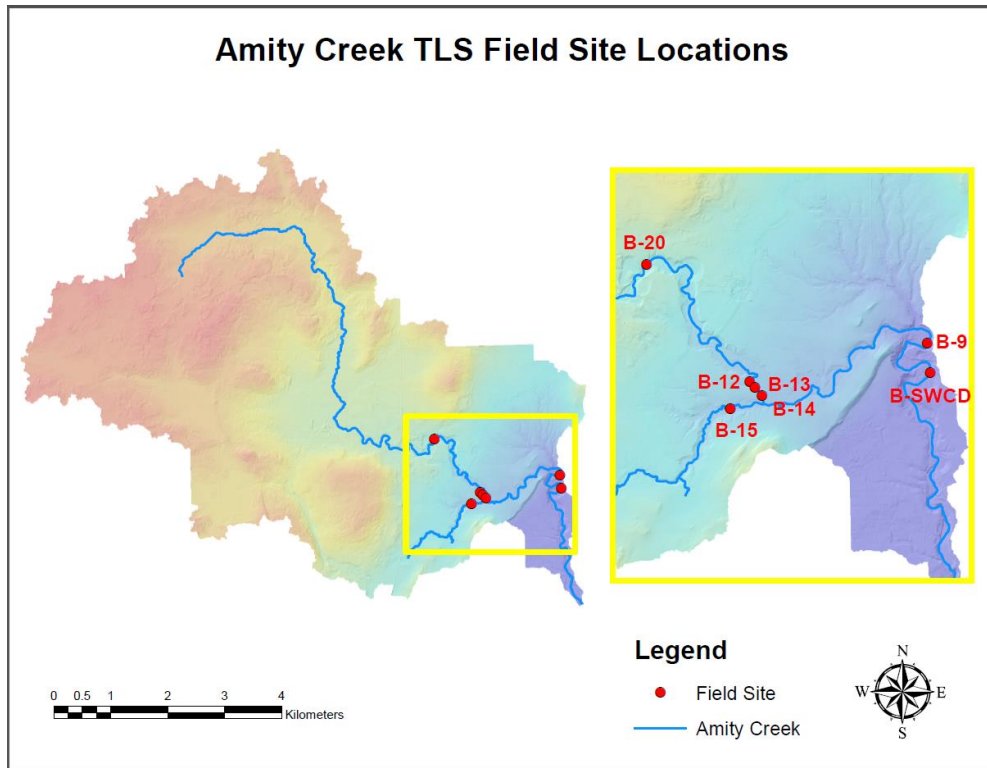 Amity Creek TLS Field Site Locations
B-20
B-9
B-12
B-13
B-SWCD
B-14
B-15
Legend
Field Site
Amity Creek
N
W
E
S
0 0.5 1 2 3 4
Kilometers